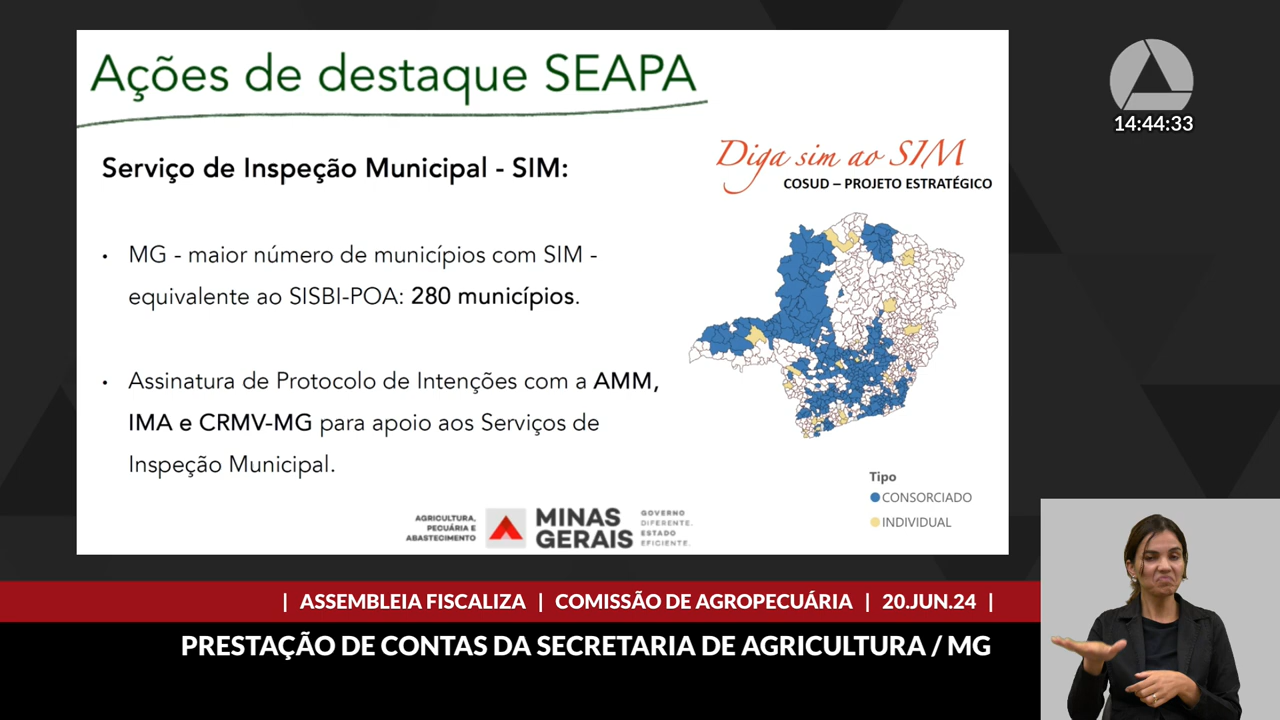 Ações de destaque SEAPA
14:44:33
Serviço de Inspeção Municipal - SIM:
Diga sim ao SIM
COSUD – PROJETO ESTRATÉGICO
• MG - maior número de municípios com SIM -
equivalente ao SISBI-POA: 280 municípios.
• Assinatura de Protocolo de Intenções com a AMM,
IMA e CRMV-MG para apoio aos Serviços de
Inspeção Municipal.
Tipo
CONSORCIADO
INDIVIDUAL
AGRICULTURA,
PECUÁRIA E
ABASTECIMENTO
MINAS
GERAIS
GOVERNO
DIFERENTE.
ESTADO
EFICIENTE.
| ASSEMBLEIA FISCALIZA | COMISSÃO DE AGROPECUÁRIA | 20.JUN.24 |
PRESTAÇÃO DE CONTAS DA SECRETARIA DE AGRICULTURA / MG